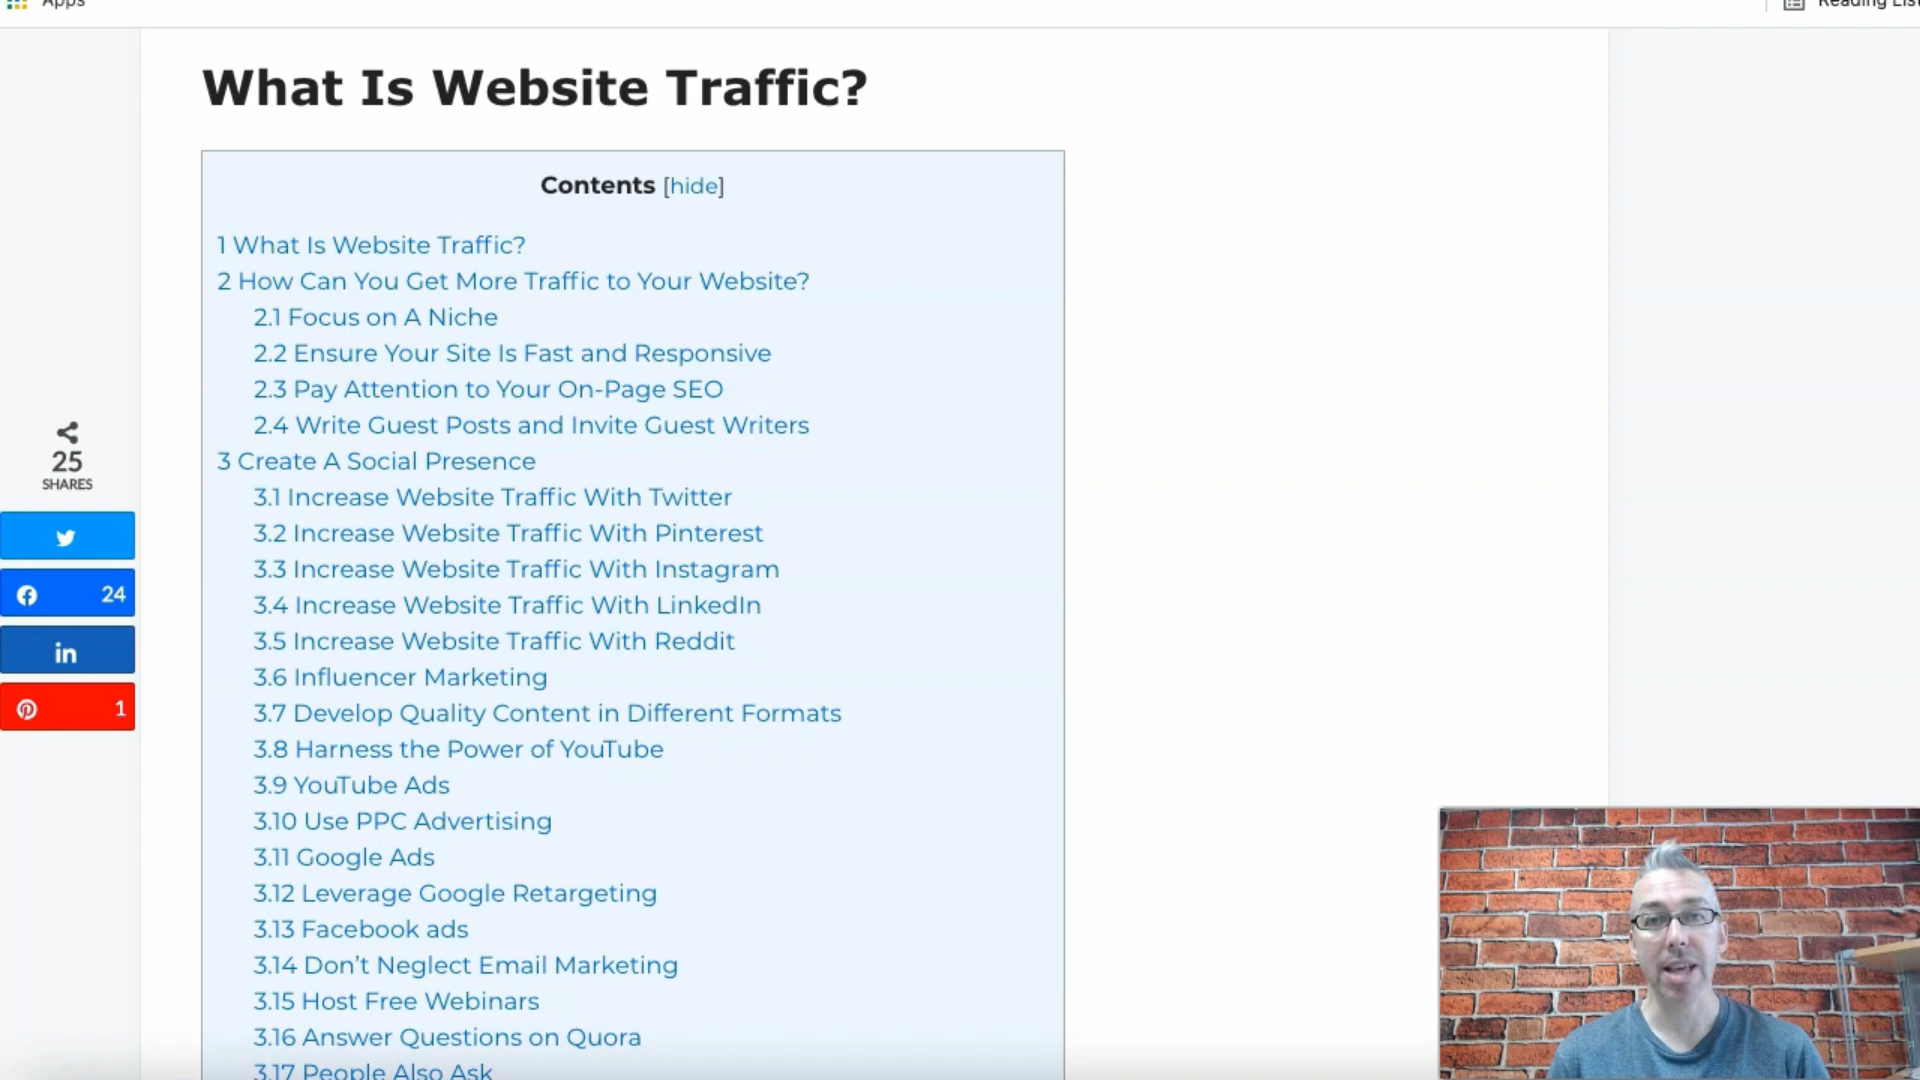 Apps
Reading List
What Is Website Traffic?
Contents [hide]
1 What Is Website Traffic?
2 How Can You Get More Traffic to Your Website?
2.1 Focus on A Niche
2.2 Ensure Your Site Is Fast and Responsive
2.3 Pay Attention to Your On-Page SEO
2.4 Write Guest Posts and Invite Guest Writers
3 Create A Social Presence
3.1 Increase Website Traffic With Twitter
3.2 Increase Website Traffic With Pinterest
3.3 Increase Website Traffic With Instagram
3.4 Increase Website Traffic With LinkedIn
3.5 Increase Website Traffic With Reddit
3.6 Influencer Marketing
3.7 Develop Quality Content in Different Formats
3.8 Harness the Power of YouTube
3.9 YouTube Ads
3.10 Use PPC Advertising
3.11 Google Ads
3.12 Leverage Google Retargeting
3.13 Facebook ads
3.14 Don’t Neglect Email Marketing
3.15 Host Free Webinars
3.16 Answer Questions on Quora
3.17 People Also Ask
25
SHARES
24
in
1